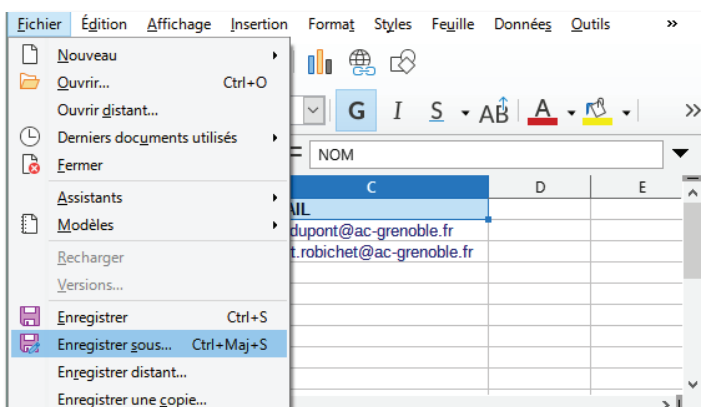 Fichier Édition Affichage Insertion Format Styles Feuille Données Outils »
Nouveau
Ouvrir... Ctrl+O
Ouvrir distant...
Derniers documents utilisés
Fermer
Assistants
Modèles
Recharger
Versions...
Enregistrer Ctrl+S
Enregistrer sous... Ctrl+Maj+S
Enregistrer distant...
Enregistrer une copie...
G I S AB A »
= NOM
C D E
AIL
dupont@ac-grenoble.fr
t.robichet@ac-grenoble.fr